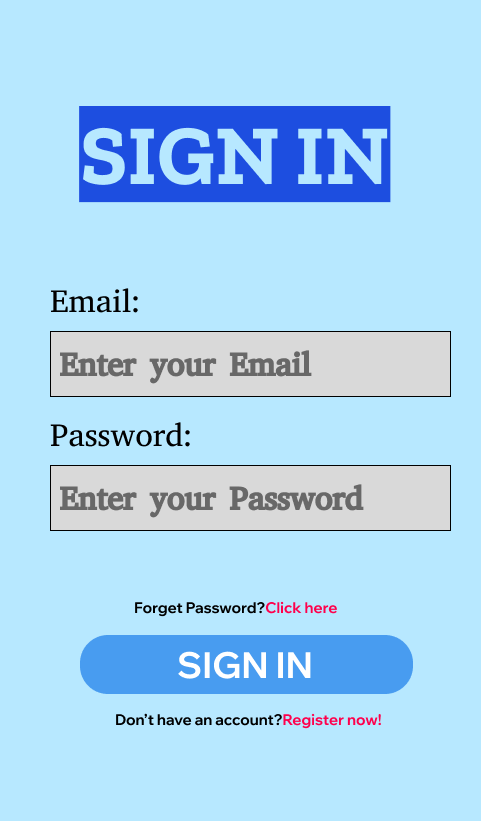 SIGN IN
Email:
Enter your Email
Password:
Enter your Password
Forget Password?Click here
SIGN IN
Don’t have an account?Register now!